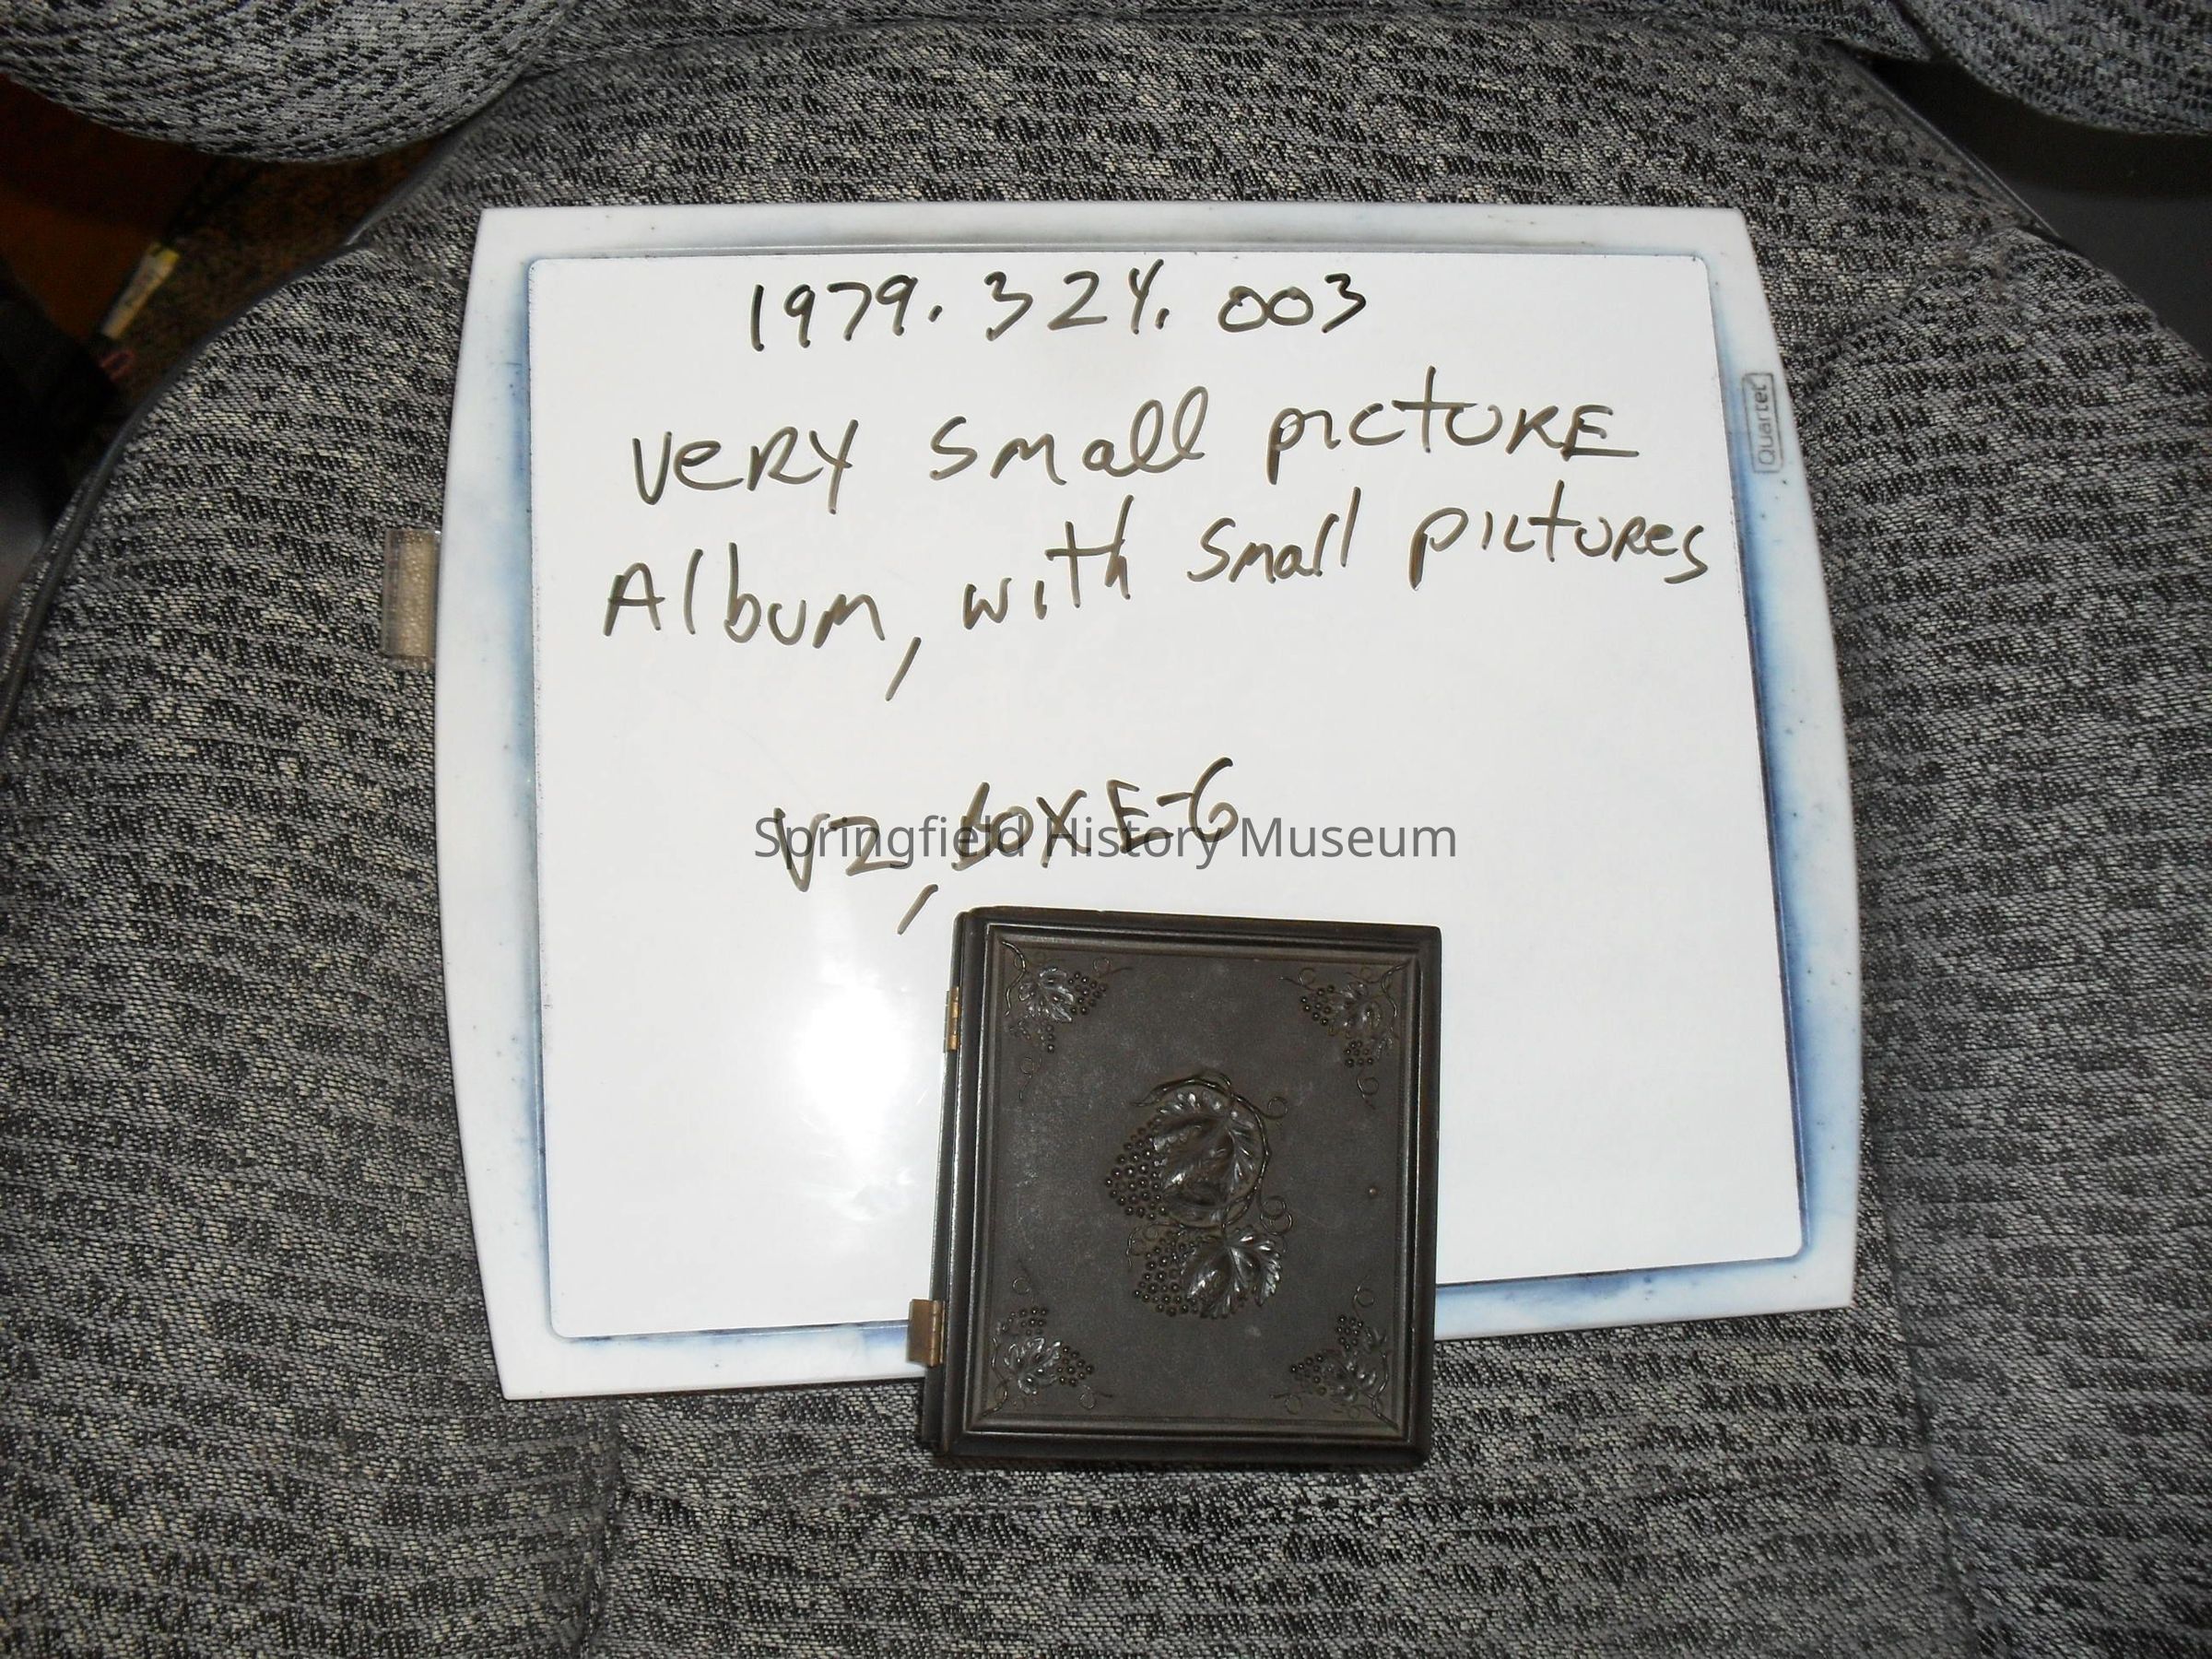 1979.324.003
Quartet
VERY small picTURE
Album, with small pictures
V2, box E-6
Springfield History Museum